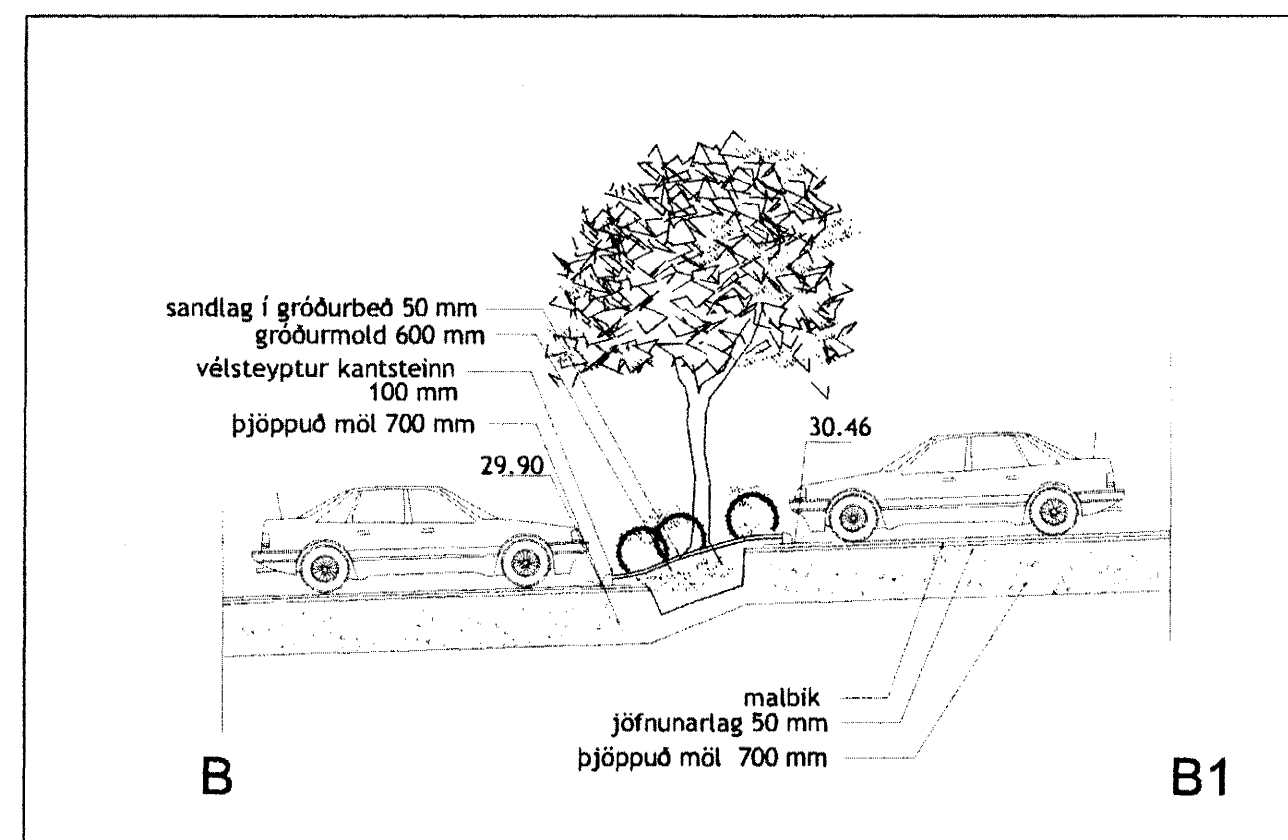 sandlag í gróðurbeð 50 mm
gróðurmold 600 mm
vélsteyptur kantsteinn
100 mm
þjöppuð möl 700 mm
29.90
30.46
malbik
jöfnunarlag 50 mm
þjöppuð möl 700 mm
B
B1